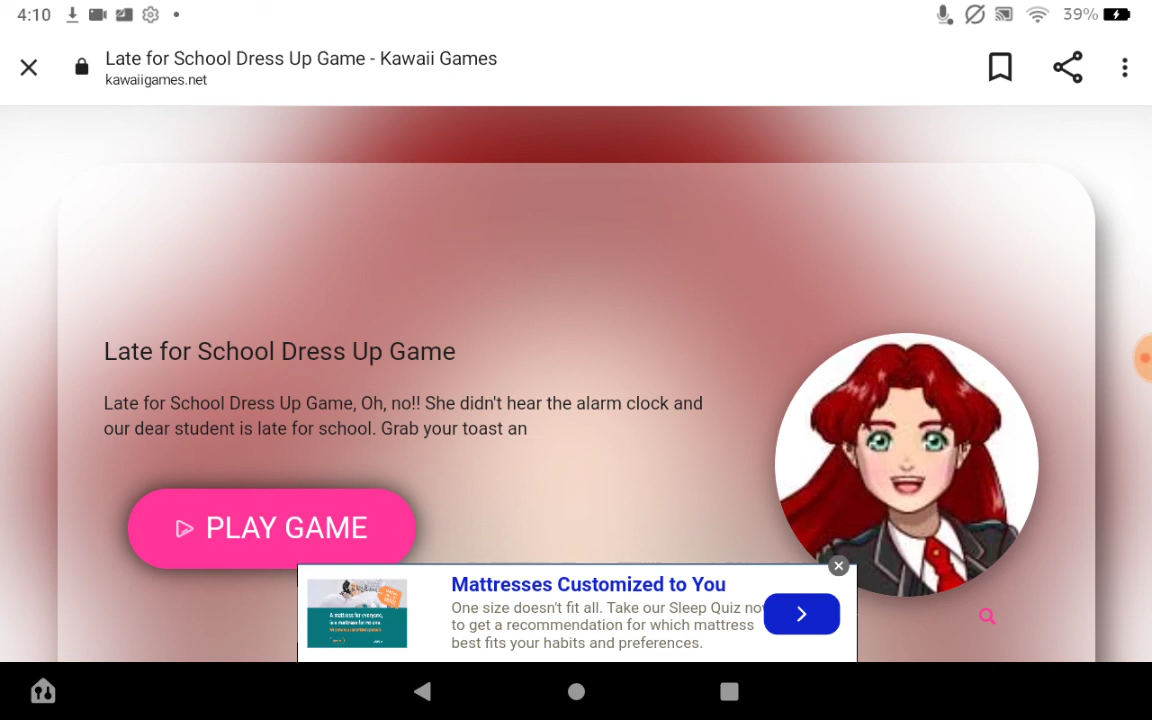 4:10
39%
Late for School Dress Up Game - Kawaii Games
kawaiigames.net
Late for School Dress Up Game
Late for School Dress Up Game, Oh, no!! She didn't hear the alarm clock and
our dear student is late for school. Grab your toast an
PLAY GAME
Mattresses Customized to You
One size doesn't fit all. Take our Sleep Quiz no
to get a recommendation for which mattress
best fits your habits and preferences.
A mattress for everyone,